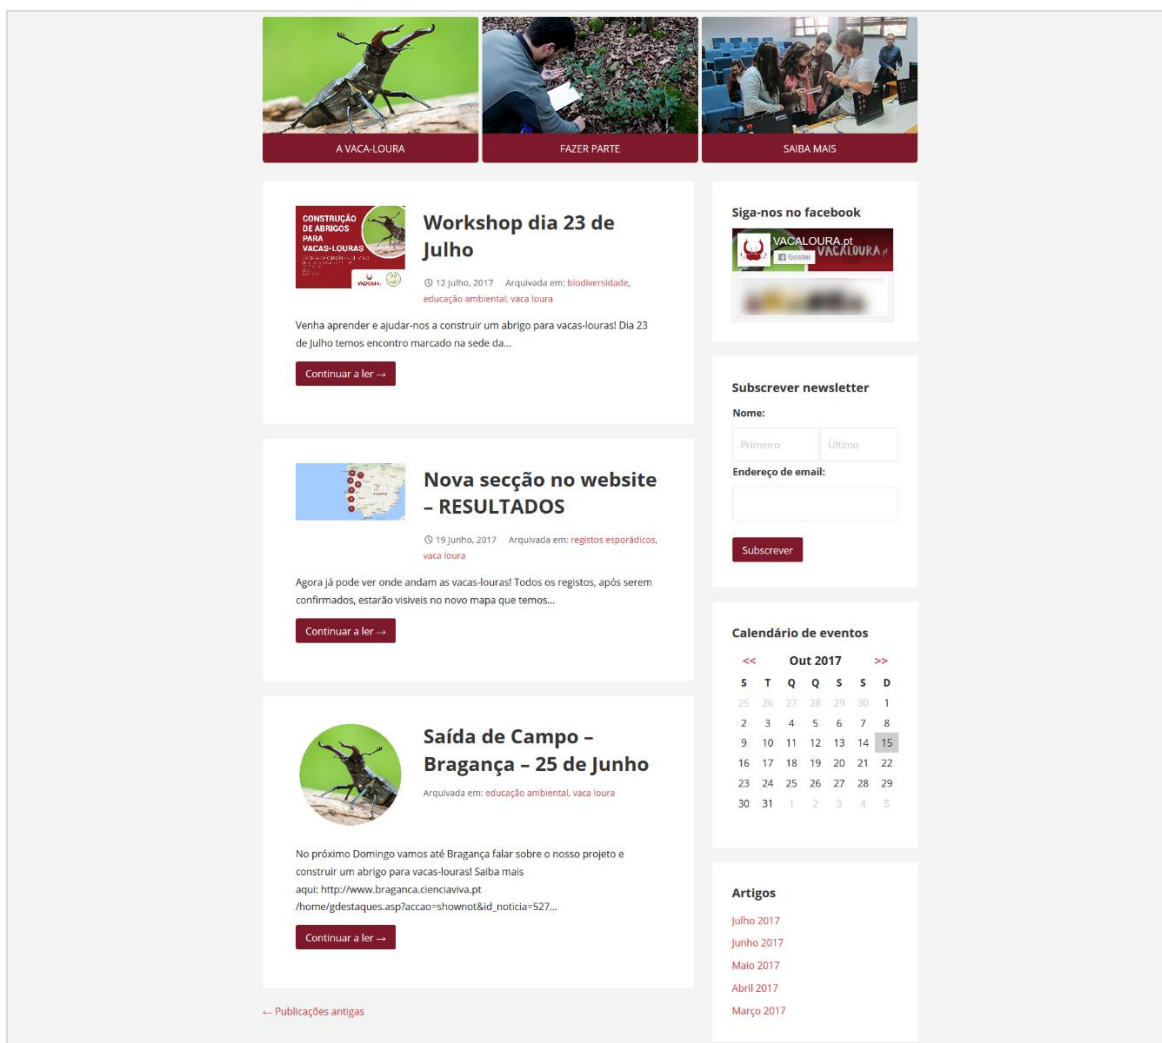 A VACA-LOURA
FAZER PARTE
SAIBA MAIS
CONSTRUÇÃO
DE ABRIGOS
PARA
VACAS-LOURAS
Workshop dia 23 de
Julho
12 Julho, 2017 Arquivada em: biodiversidade,
educação ambiental, vaca loura
Venha aprender e ajudar-nos a construir um abrigo para vacas-louras! Dia 23
de Julho temos encontro marcado na sede da...
Continuar a ler →
Nova secção no website
– RESULTADOS
19 Junho, 2017 Arquivada em: registos esporádicos,
vaca loura
Agora já pode ver onde andam as vacas-louras! Todos os registos, após serem
confirmados, estarão visíveis no novo mapa que temos...
Continuar a ler →
Saída de Campo –
Bragança – 25 de Junho
Arquivada em: educação ambiental, vaca loura
No próximo Domingo vamos até Bragança falar sobre o nosso projeto e
construir um abrigo para vacas-louras! Saiba mais
aqui: http://www.braganca.cienciaviva.pt
/home/gdestaques.asp?accao=shownot&id_noticia=527...
Continuar a ler →
← Publicações antigas
Siga-nos no facebook
VACALOURA.pt
Gostei
VACALOURA.pt
Subscrever newsletter
Nome:
Primeiro Último
Endereço de email:
Subscrever
Calendário de eventos
<< Out 2017 >>
S T Q Q S S D
25 26 27 28 29 30 1
2 3 4 5 6 7 8
9 10 11 12 13 14 15
16 17 18 19 20 21 22
23 24 25 26 27 28 29
30 31 1 2 3 4 5
Artigos
Julho 2017
Junho 2017
Maio 2017
Abril 2017
Março 2017